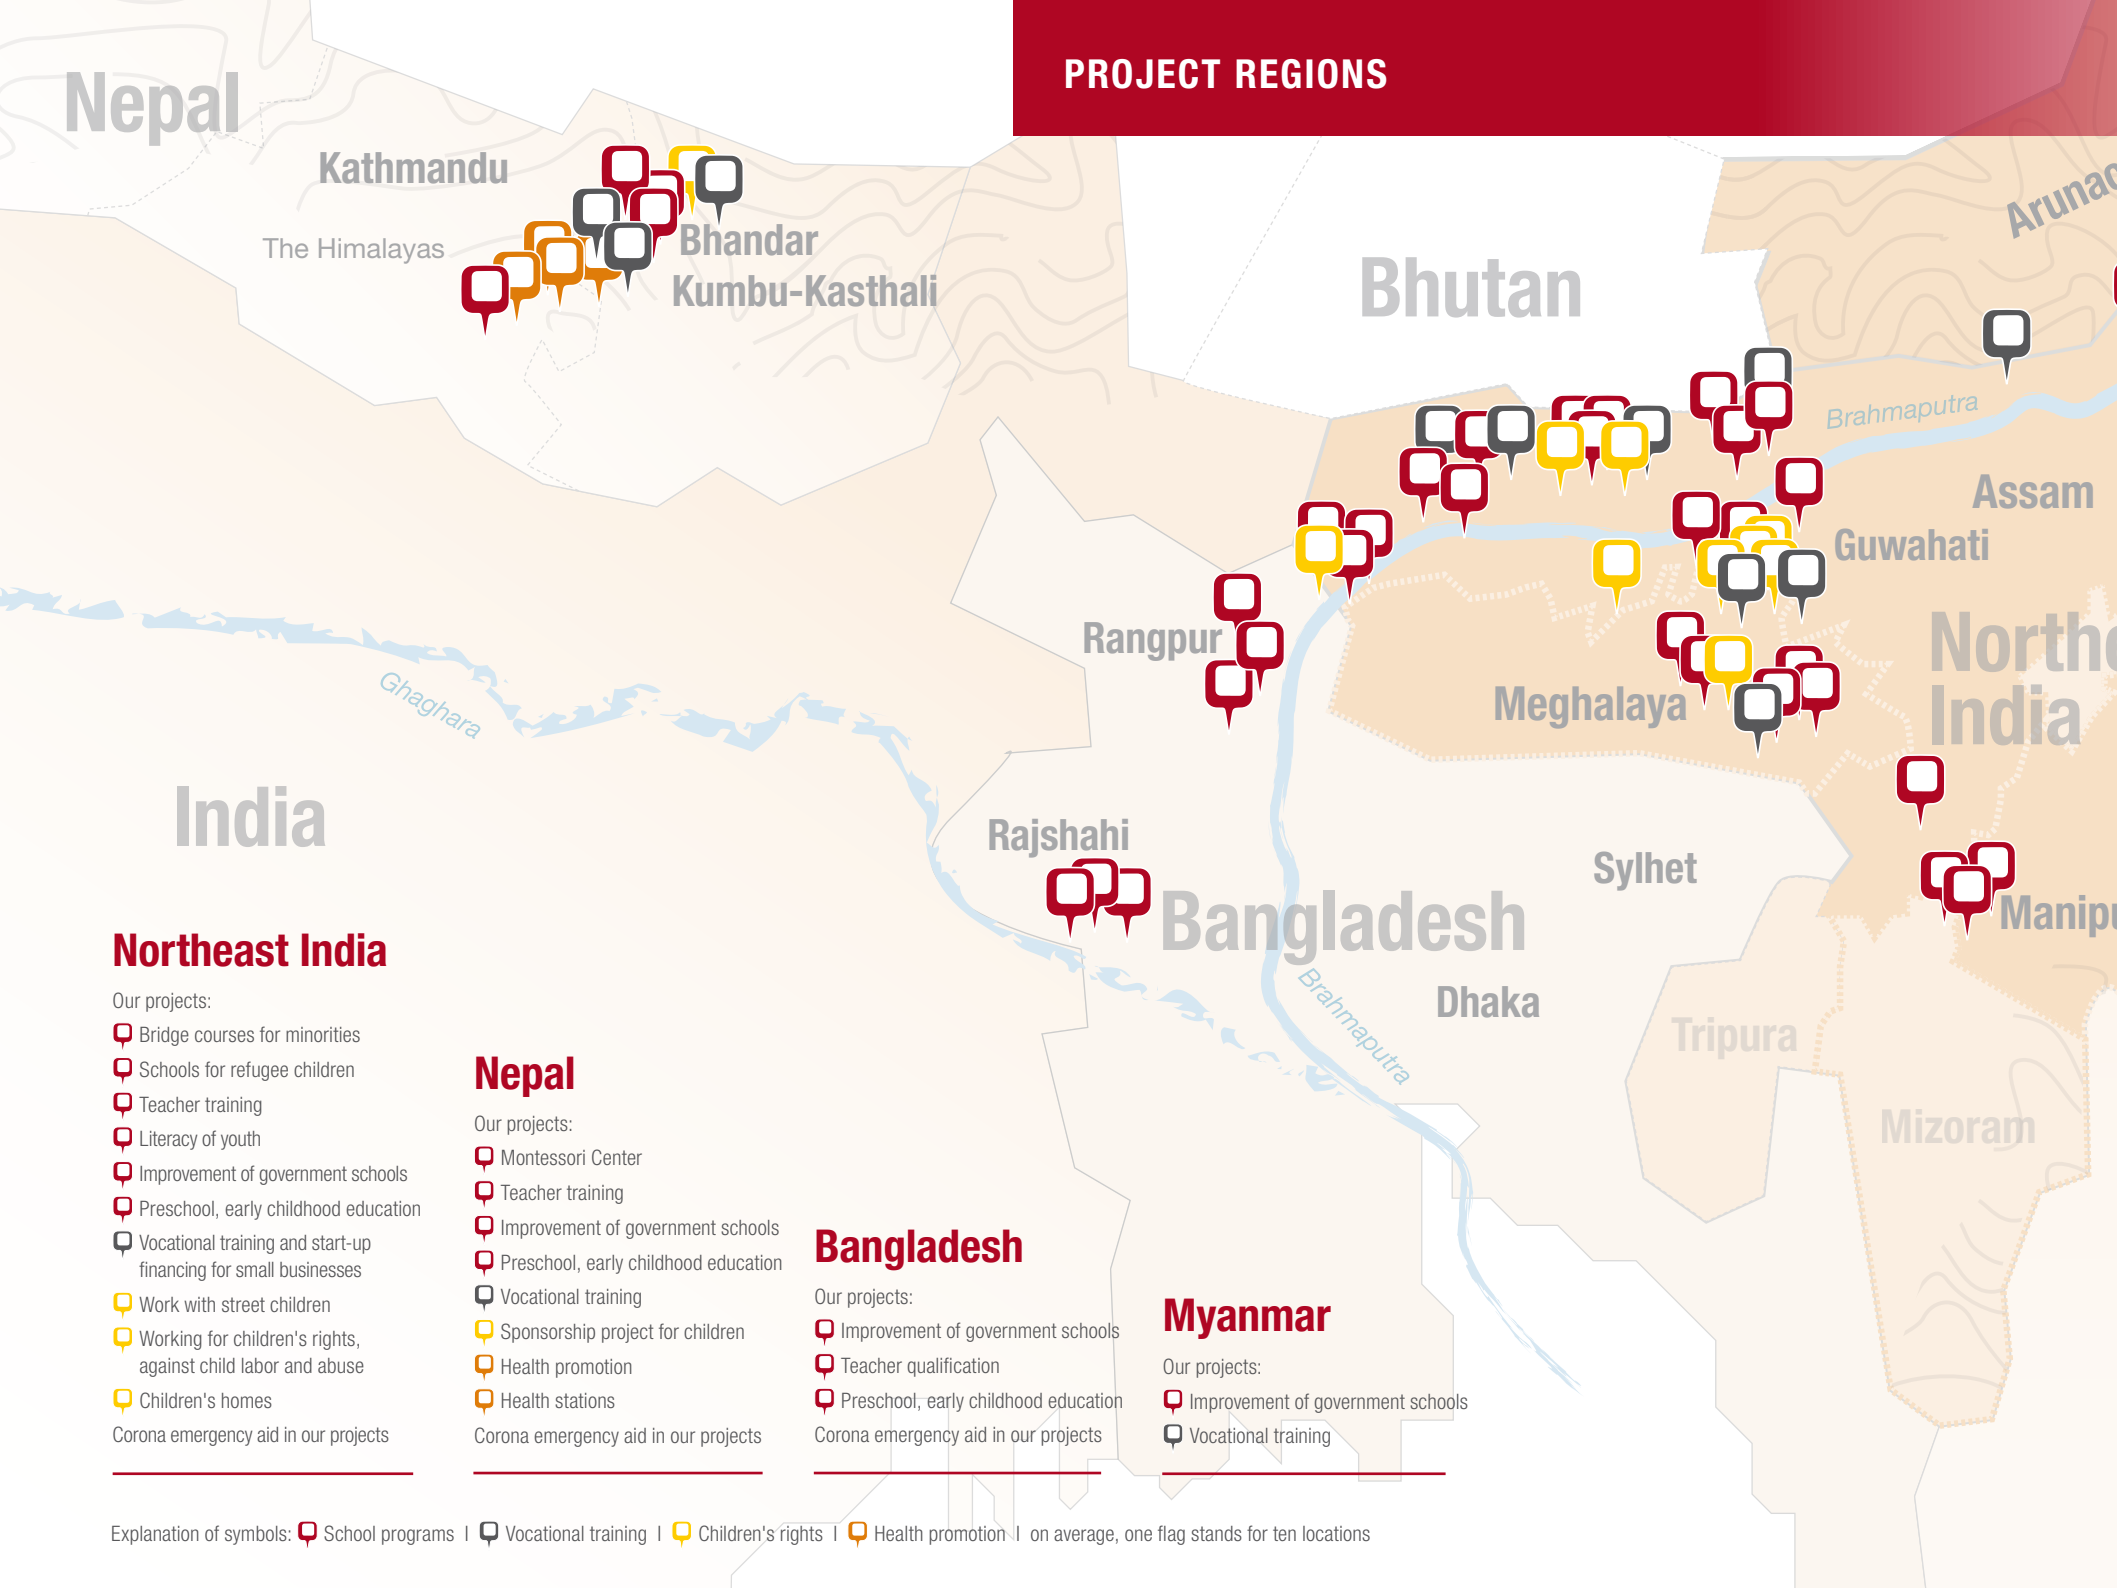 PROJECT REGIONS
Nepal
Kathmandu
The Himalayas
Bhandar
Kumbu-Kasthali
Bhutan
Brahmaputra
Assam
Guwahati
Rangpur
Meghalaya
Ghaghara
India
India
Rajshahi
Sylhet
Bangladesh
Dhaka
Brahmaputra
Tripura
Mizoram
Northeast India
Our projects:
Bridge courses for minorities
Schools for refugee children
Teacher training
Literacy of youth
Improvement of government schools
Preschool, early childhood education
Vocational training and start-up
financing for small businesses
Work with street children
Working for children's rights,
against child labor and abuse
Children's homes
Corona emergency aid in our projects
Nepal
Our projects:
Montessori Center
Teacher training
Improvement of government schools
Preschool, early childhood education
Vocational training
Sponsorship project for children
Health promotion
Health stations
Corona emergency aid in our projects
Bangladesh
Our projects:
Improvement of government schools
Teacher qualification
Preschool, early childhood education
Corona emergency aid in our projects
Myanmar
Our projects:
Improvement of government schools
Vocational training
Explanation of symbols: School programs I Vocational training I Children's rights I Health promotion I on average, one flag stands for ten locations